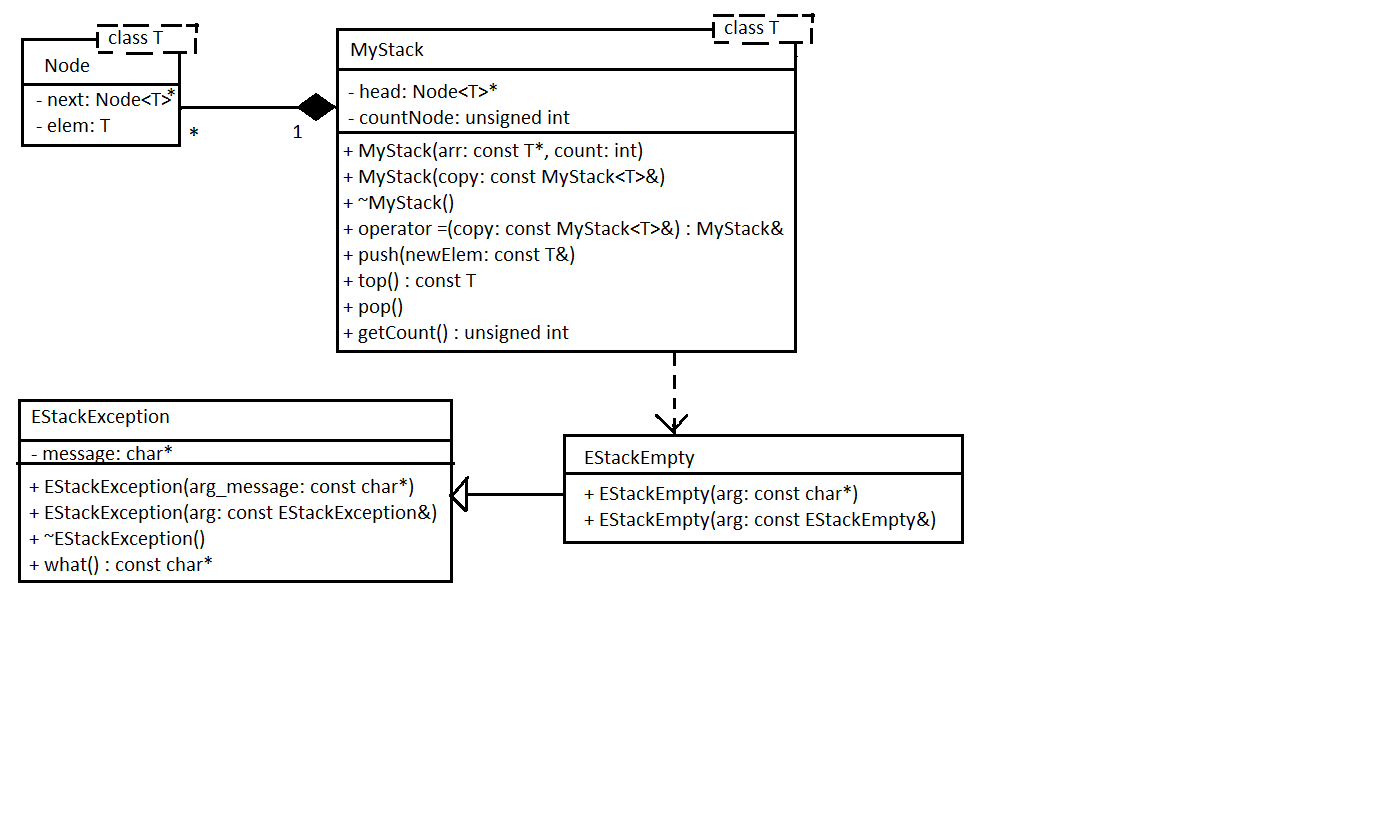 class T
Node
- next: Node<T>*
- elem: T
*
1
class T
MyStack
- head: Node<T>*
- countNode: unsigned int
+ MyStack(arr: const T*, count: int)
+ MyStack(copy: const MyStack<T>&)
+ ~MyStack()
+ operator =(copy: const MyStack<T>&) : MyStack&
+ push(newElem: const T&)
+ top() : const T
+ pop()
+ getCount() : unsigned int
EStackException
- message: char*
+ EStackException(arg_message: const char*)
+ EStackException(arg: const EStackException&)
+ ~EStackException()
+ what() : const char*
EStackEmpty
+ EStackEmpty(arg: const char*)
+ EStackEmpty(arg: const EStackEmpty&)